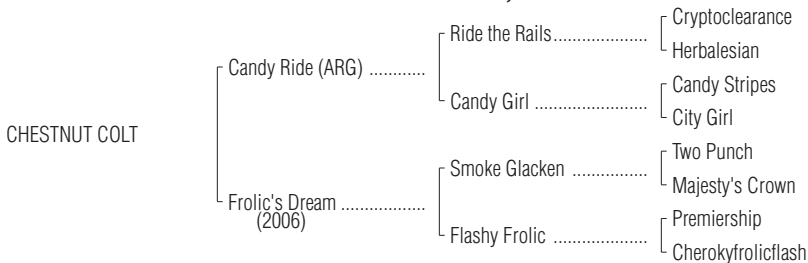 Cryptoclearance
Ride the Rails....................
Herbalesian
Candy Ride (ARG) ............
Candy Stripes
Candy Girl ........................
City Girl
CHESTNUT COLT
Two Punch
Smoke Glacken ................
Majesty's Crown
Frolic's Dream ..................
(2006)
Premiership
Flashy Frolic ....................
Cherokyfrolicflash